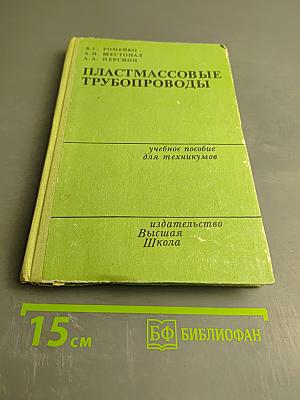 В.С. РОМЕЙКО
А.Н. ШЕСТОПАЛ
А.А. ПЕРСИОН
ПЛАСТМАССОВЫЕ
ТРУБОПРОВОДЫ
учебное пособие
для техникумов
издательство
Высшая
Школа
15 см
БФ БИБЛИОФАН